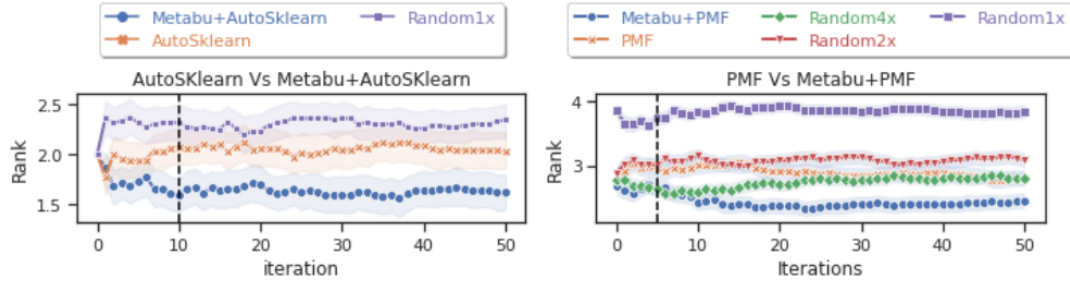 Metabu+AutoSklearn Random1x
AutoSklearn
Metabu+PMF Random4x Random1x
PMF Random2x
AutoSKlearn Vs Metabu+AutoSKlearn
2.5
2.0
1.5
Rank
0 10 20 30 40 50
iteration
PMF Vs Metabu+PMF
4
3
Rank
0 10 20 30 40 50
Iterations